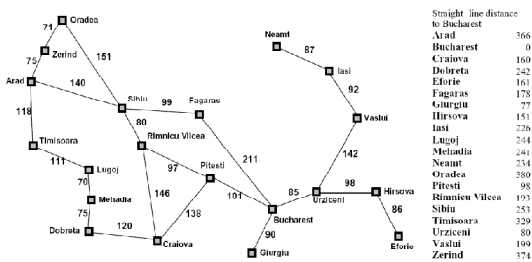 Straight line distance
to Bucharest
Arad 366
Bucharest 0
Craiova 160
Dobreta 242
Eforie 161
Fagaras 178
Giurgiu 77
Hirsova 151
Iasi 226
Lugoj 244
Mehadia 241
Neamt 234
Oradea 380
Pitesti 98
Rimnicu Vilcea 193
Sibiu 253
Timisoara 329
Urziceni 80
Vaslui 199
Zerind 374
Oradea
71
Neamt
87
Zerind
151
75
Iasi
Arad
140
92
Sibiu
99
Fagaras
118
80
Vaslui
Rimnicu Vilcea
Timisoara
211
142
111
Lugoj
97
Pitesti
70
98
Hirsova
85
146
101
Urziceni
Mehadia
138
86
75
Bucharest
120
90
Dobreta
Craiova
Eforie
Giurgiu